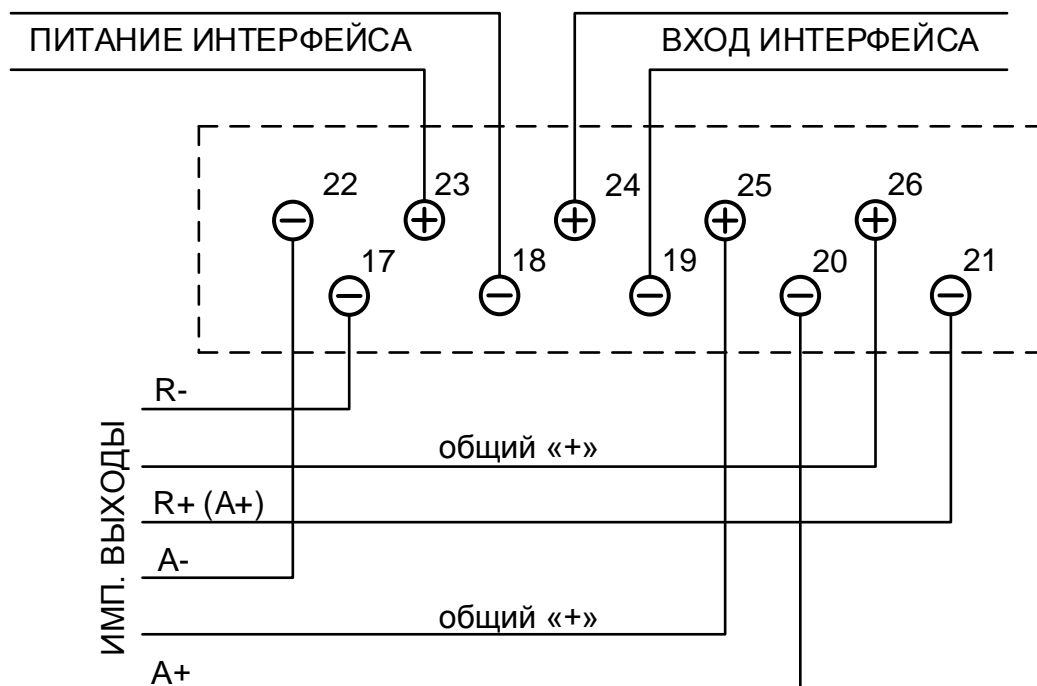 ПИТАНИЕ ИНТЕРФЕЙСА
ВХОД ИНТЕРФЕЙСА
22
23
24
25
26
17
18
19
20
21
ИМП. ВЫХОДЫ
R-
общий «+»
R+ (A+)
A-
общий «+»
A+